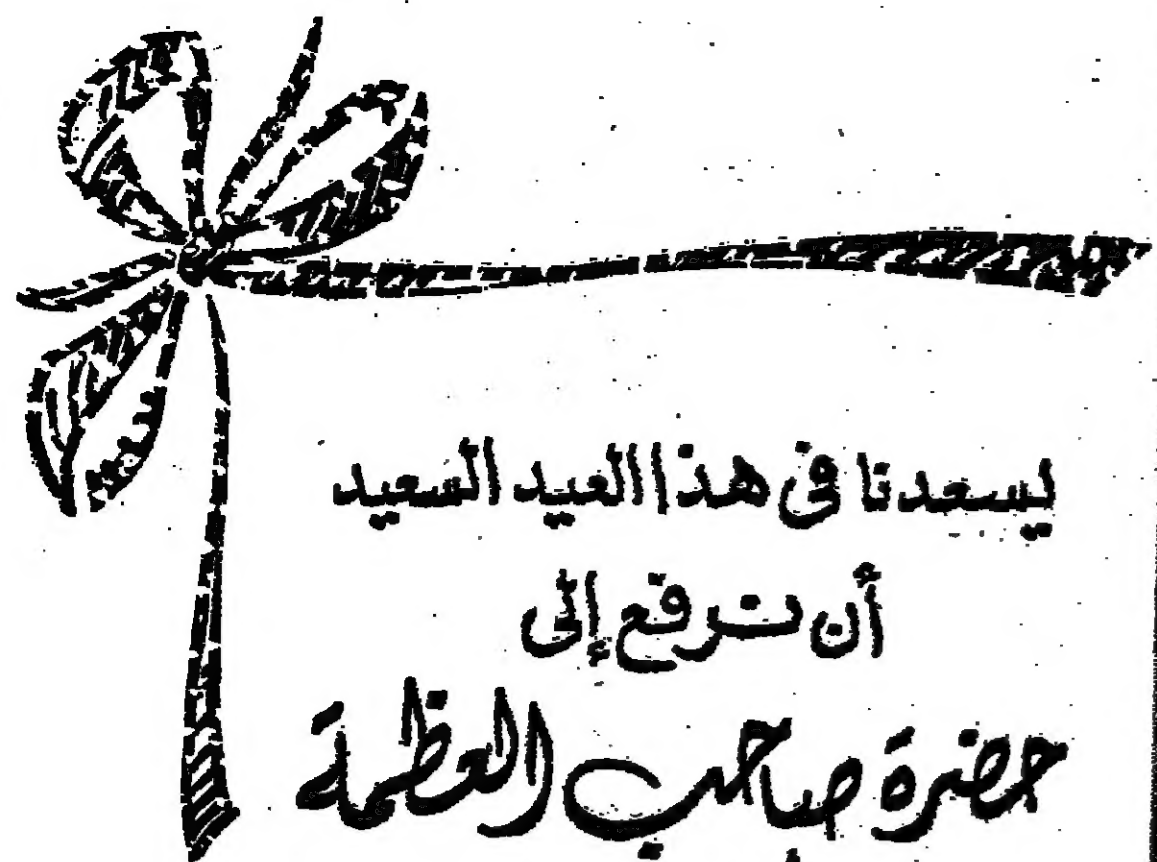 يسعدنا في هذا العيد السعيد
أن نرفع إلى
حضرة صاحب العظمة